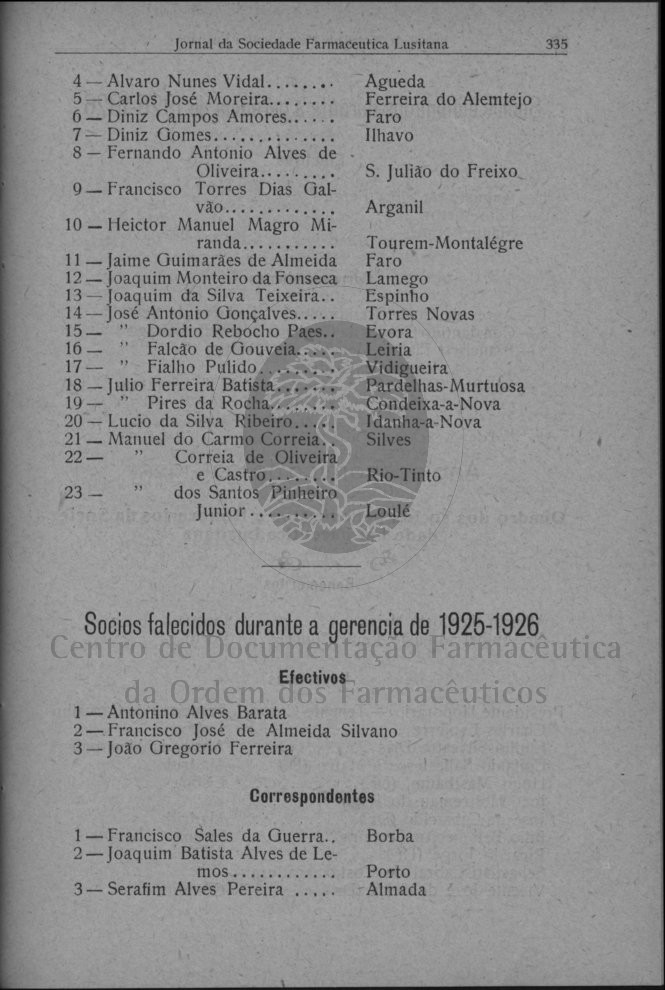 Jornal da Sociedade Farmaceutica Lusitana 335
4 — Alvaro Nunes Vidal........ Agueda
5 — Carlos José Moreira........ Ferreira do Alemtejo
6 — Diniz Campos Amores...... Faro
7 — Diniz Gomes.............. Ilhavo
8 — Fernando Antonio Alves de
Oliveira......... S. Julião do Freixo
9 — Francisco Torres Dias Gal-
vão............. Arganil
10 — Heictor Manuel Magro Mi-
randa........... Tourem-Montalégre
11 — Jaime Guimarães de Almeida Faro
12 — Joaquim Monteiro da Fonseca Lamego
13 — Joaquim da Silva Teixeira.. Espinho
14 — José Antonio Gonçalves..... Torres Novas
15 — " Dordio Rebocho Paes.. Evora
16 — " Falcão de Gouveia..... Leiria
17 — " Fialho Pulido......... Vidigueira
18 — Julio Ferreira Batista....... Pardelhas-Murtuosa
19 — " Pires da Rocha........ Condeixa-a-Nova
20 — Lucio da Silva Ribeiro..... Idanha-a-Nova
21 — Manuel do Carmo Correia.. Silves
22 — " Correia de Oliveira
e Castro........ Rio-Tinto
23 — " dos Santos Pinheiro
Junior.......... Loulé
Socios falecidos durante a gerencia de 1925-1926
Centro de Documentação Farmacêutica
Efectivos
da Ordem dos Farmacêuticos
1 — Antonino Alves Barata
2 — Francisco José de Almeida Silvano
3 — João Gregorio Ferreira
Correspondentes
1 — Francisco Sales da Guerra.. Borba
2 — Joaquim Batista Alves de Le-
mos............ Porto
3 — Serafim Alves Pereira ..... Almada